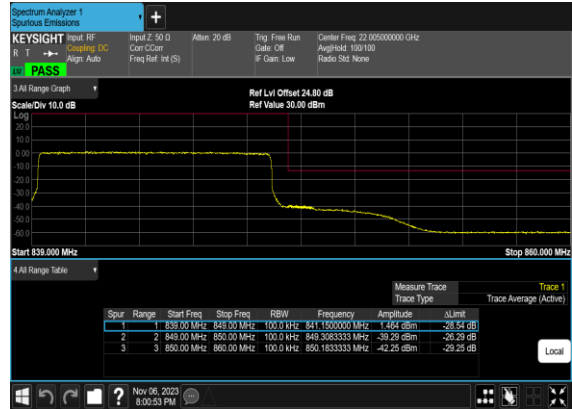 Spectrum Analyzer 1
Spurious Emissions
KEYSIGHT
Input: RF
Coupling: DC
Align: Auto
Input Z: 50 Ω
Corr CCorr
Freq Ref: Int (S)
Atten: 20 dB
Trig: Free Run
Gate: Off
IF Gain: Low
Center Freq: 22.005000000 GHz
Avg|Hold: 100/100
Radio Std: None
R T
PASS
3 All Range Graph
Scale/Div 10.0 dB
Ref Lvl Offset 24.80 dB
Ref Value 30.00 dBm
Log
20.0
10.0
0.00
-10.0
-20.0
-30.0
-40.0
-50.0
-60.0
Start 839.000 MHz
Stop 860.000 MHz
4 All Range Table
Measure Trace Trace 1
Trace Type Trace Average (Active)
Spur Range Start Freq Stop Freq RBW Frequency Amplitude ΔLimit
1 1 839.00 MHz 849.00 MHz 100.0 kHz 841.1500000 MHz 1.464 dBm -28.54 dB
2 2 849.00 MHz 850.00 MHz 100.0 kHz 849.3083333 MHz -39.29 dBm -26.29 dB
3 3 850.00 MHz 860.00 MHz 100.0 kHz 850.1833333 MHz -42.25 dBm -29.25 dB
Local
?
Nov 06, 2023
8:00:53 PM